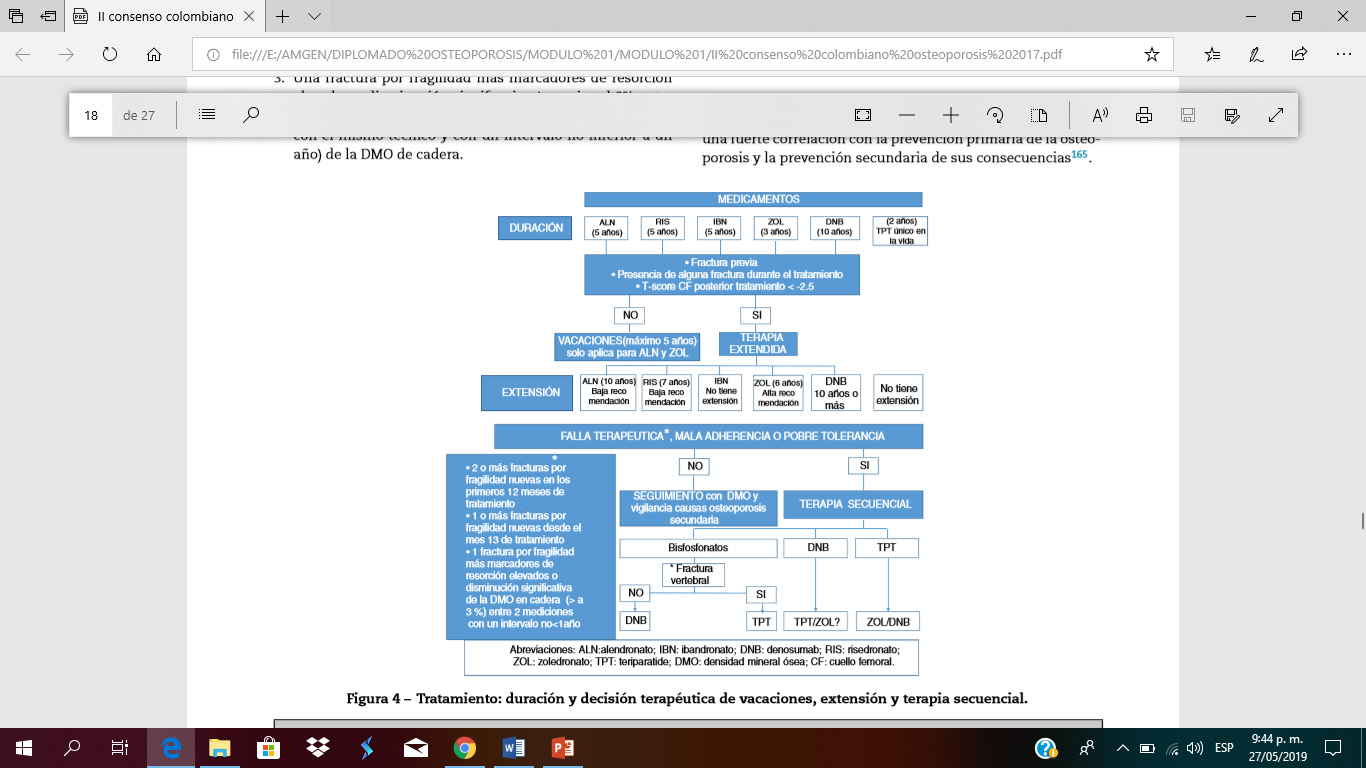 II consenso colombiano
file:///E:/AMGEN/DIPLOMADO%20OSTEOPOROSIS/MODULO%201/MODULO%201/II%20consenso%20colombiano%20osteoporosis%202017.pdf
3. Una fractura por fragilidad más marcadores de resorción
18 de 27
con el mismo técnico y con un intervalo no inferior a un
año) de la DMO de cadera.
una fuerte correlación con la prevención primaria de la osteo-
porosis y la prevención secundaria de sus consecuencias165.
MEDICAMENTOS
DURACIÓN
ALN
(5 años)
RIS
(5 años)
IBN
(5 años)
ZOL
(3 años)
DNB
(10 años)
(2 años)
TPT único en
la vida
• Fractura previa
• Presencia de alguna fractura durante el tratamiento
• T-score CF posterior tratamiento < -2.5
NO
SI
VACACIONES(máximo 5 años)
solo aplica para ALN y ZOL
TERAPIA
EXTENDIDA
EXTENSIÓN
ALN (10 años)
Baja reco
mendación
RIS (7 años)
Baja reco
mendación
IBN
No tiene
extensión
ZOL (6 años)
Alta reco
mendación
DNB
10 años o
más
No tiene
extensión
FALLA TERAPEUTICA*, MALA ADHERENCIA O POBRE TOLERANCIA
*
• 2 o más fracturas por
fragilidad nuevas en los
primeros 12 meses de
tratamiento
• 1 o más fracturas por
fragilidad nuevas desde el
mes 13 de tratamiento
• 1 fractura por fragilidad
más marcadores de
resorción elevados o
disminución significativa
de la DMO en cadera (> a
3 %) entre 2 mediciones
con un intervalo no<1año
NO
SI
SEGUIMIENTO con DMO y
vigilancia causas osteoporosis
secundaria
TERAPIA SECUENCIAL
Bisfosfonatos
DNB
TPT
* Fractura
vertebral
NO
SI
DNB
TPT
TPT/ZOL?
ZOL/DNB
Abreviaciones: ALN:alendronato; IBN: ibandronato; DNB: denosumab; RIS: risedronato;
ZOL: zoledronato; TPT: teriparatide; DMO: densidad mineral ósea; CF: cuello femoral.
Figura 4 – Tratamiento: duración y decisión terapéutica de vacaciones, extensión y terapia secuencial.
ESP
9:44 p. m.
27/05/2019